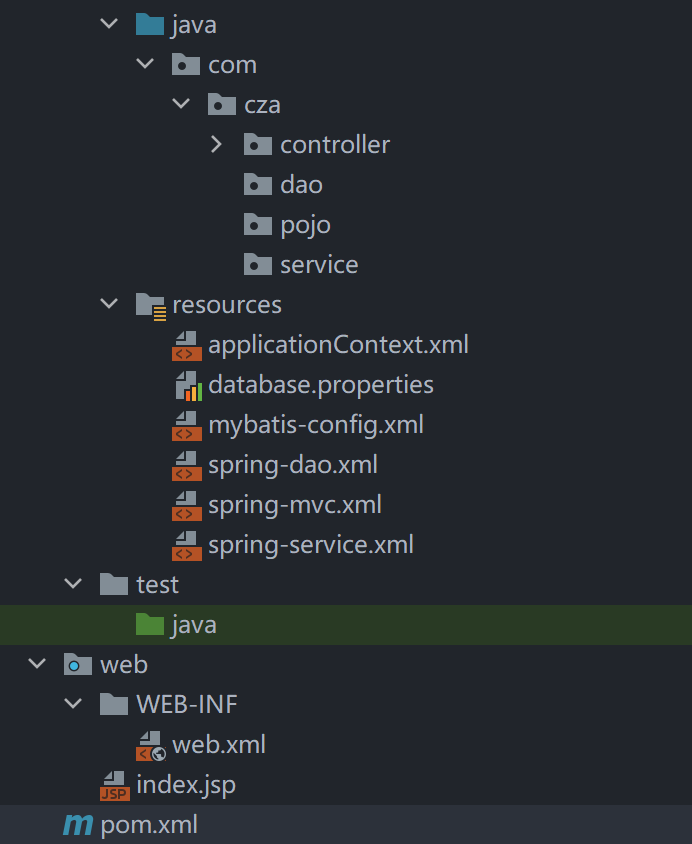 java
com
cza
controller
dao
pojo
service
resources
applicationContext.xml
database.properties
mybatis-config.xml
spring-dao.xml
spring-mvc.xml
spring-service.xml
test
java
web
WEB-INF
web.xml
JSP index.jsp
m pom.xml